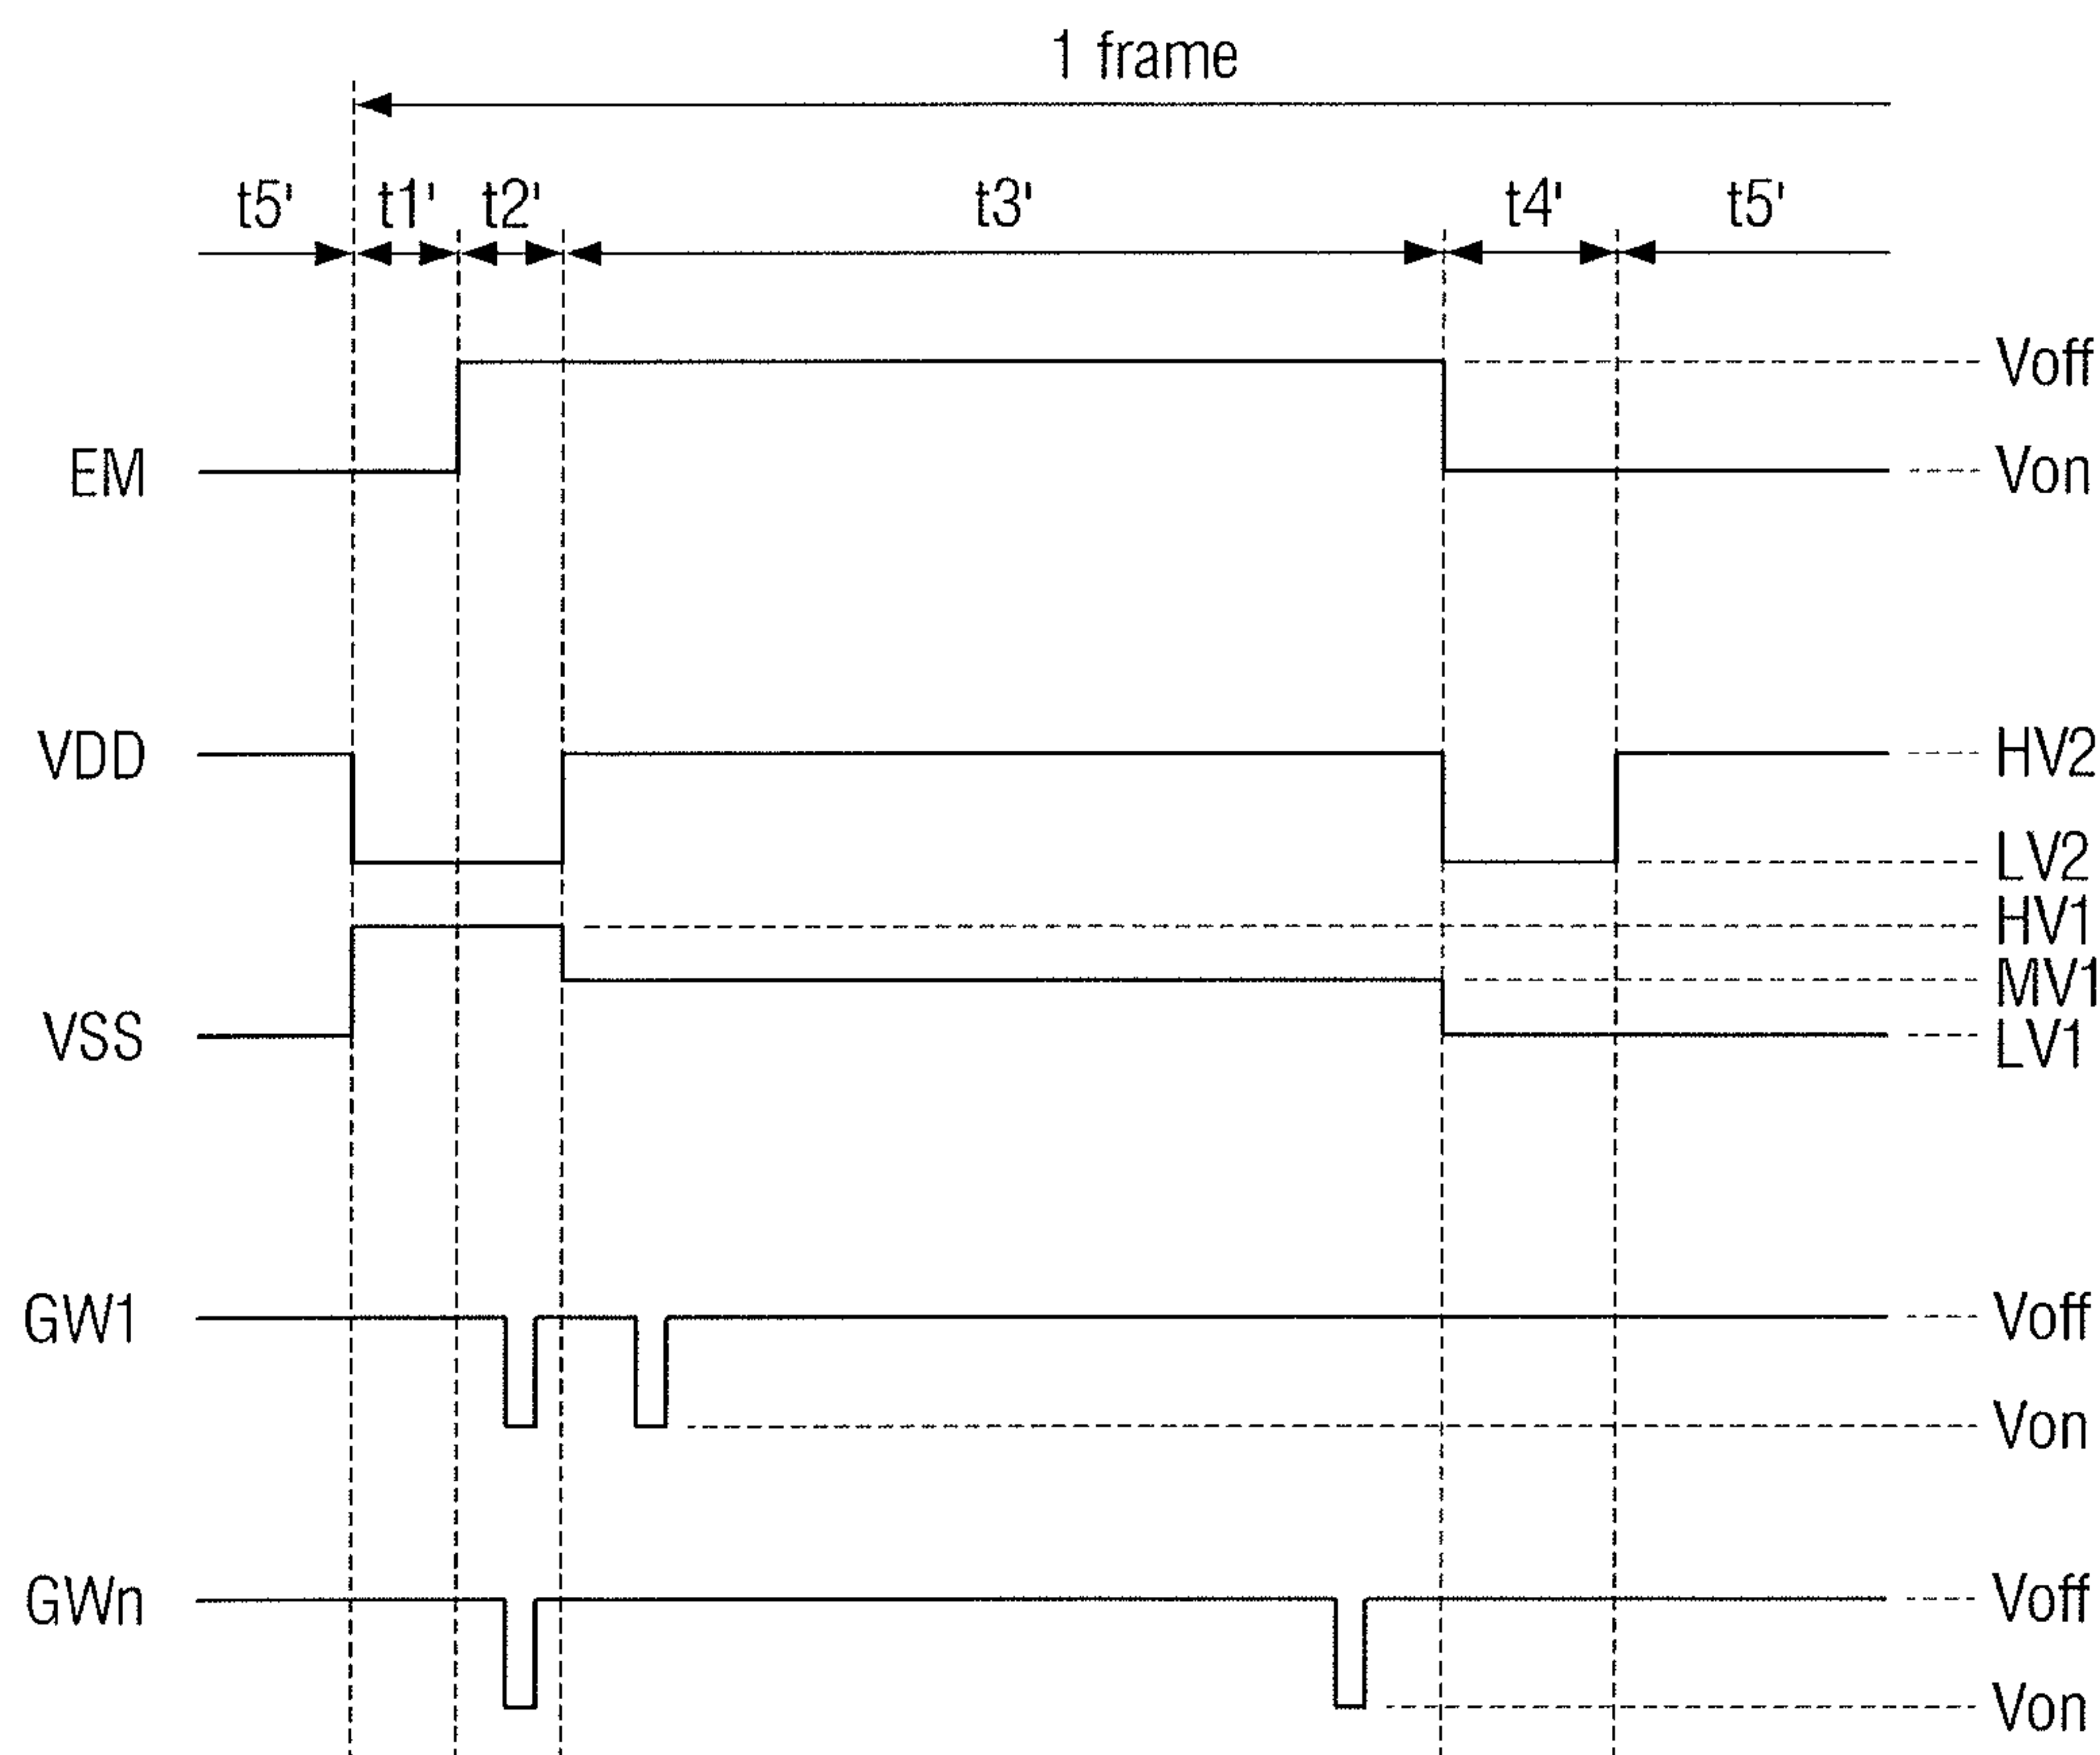 1 frame
t5' t1' t2' t3' t4' t5'
Voff
EM Von
VDD HV2
LV2
HV1
MV1
VSS LV1
GW1 Voff
Von
GWn Voff
Von